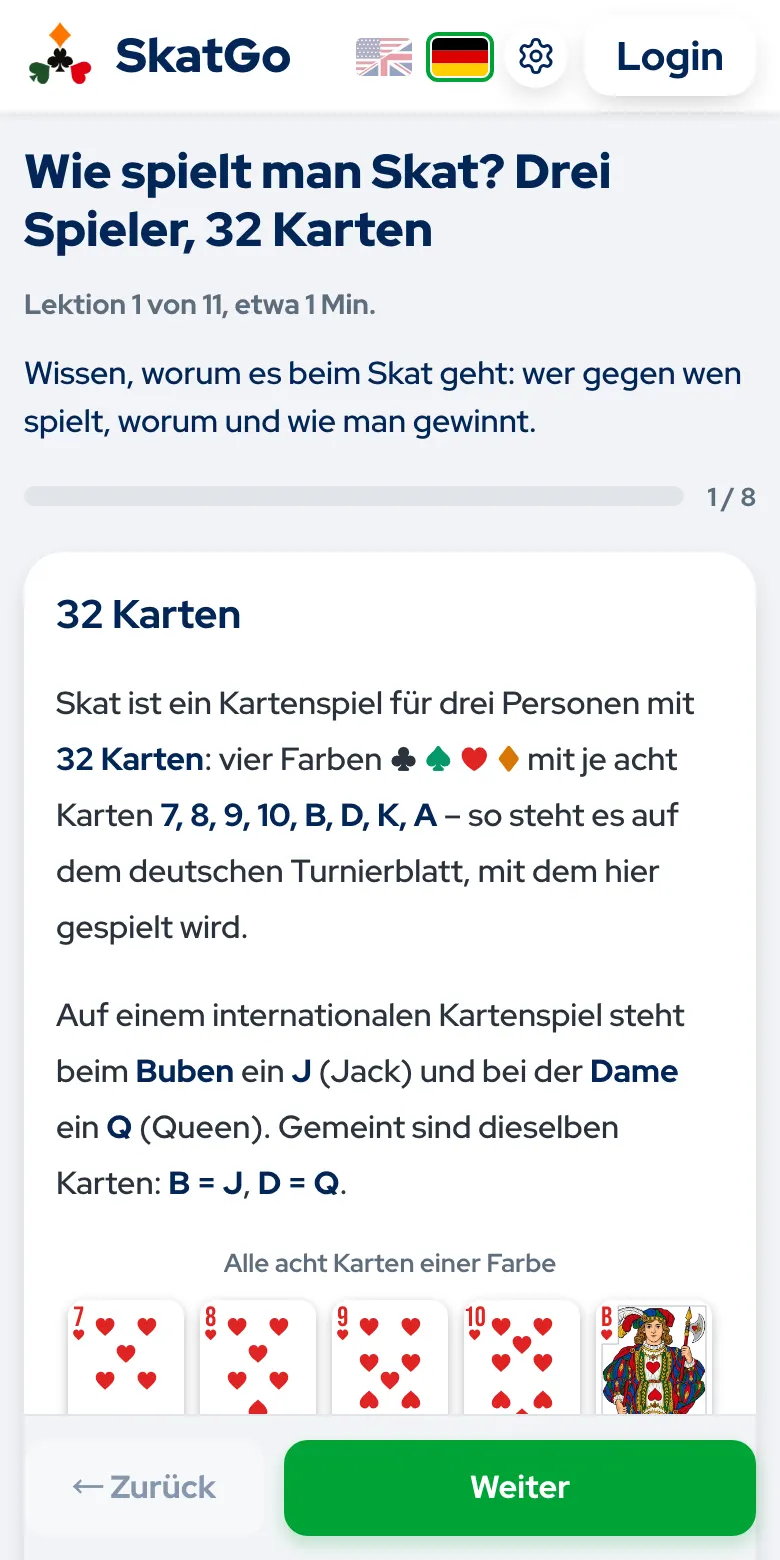 SkatGo
Login
Wie spielt man Skat? Drei
Spieler, 32 Karten
Lektion 1 von 11, etwa 1 Min.
Wissen, worum es beim Skat geht: wer gegen wen
spielt, worum und wie man gewinnt.
1 / 8
32 Karten
Skat ist ein Kartenspiel für drei Personen mit
32 Karten: vier Farben ♣ ♠ ♥ ♦ mit je acht
Karten 7, 8, 9, 10, B, D, K, A – so steht es auf
dem deutschen Turnierblatt, mit dem hier
gespielt wird.
Auf einem internationalen Kartenspiel steht
beim Buben ein J (Jack) und bei der Dame
ein Q (Queen). Gemeint sind dieselben
Karten: B = J, D = Q.
Alle acht Karten einer Farbe
7 8 9 10 B
← Zurück
Weiter